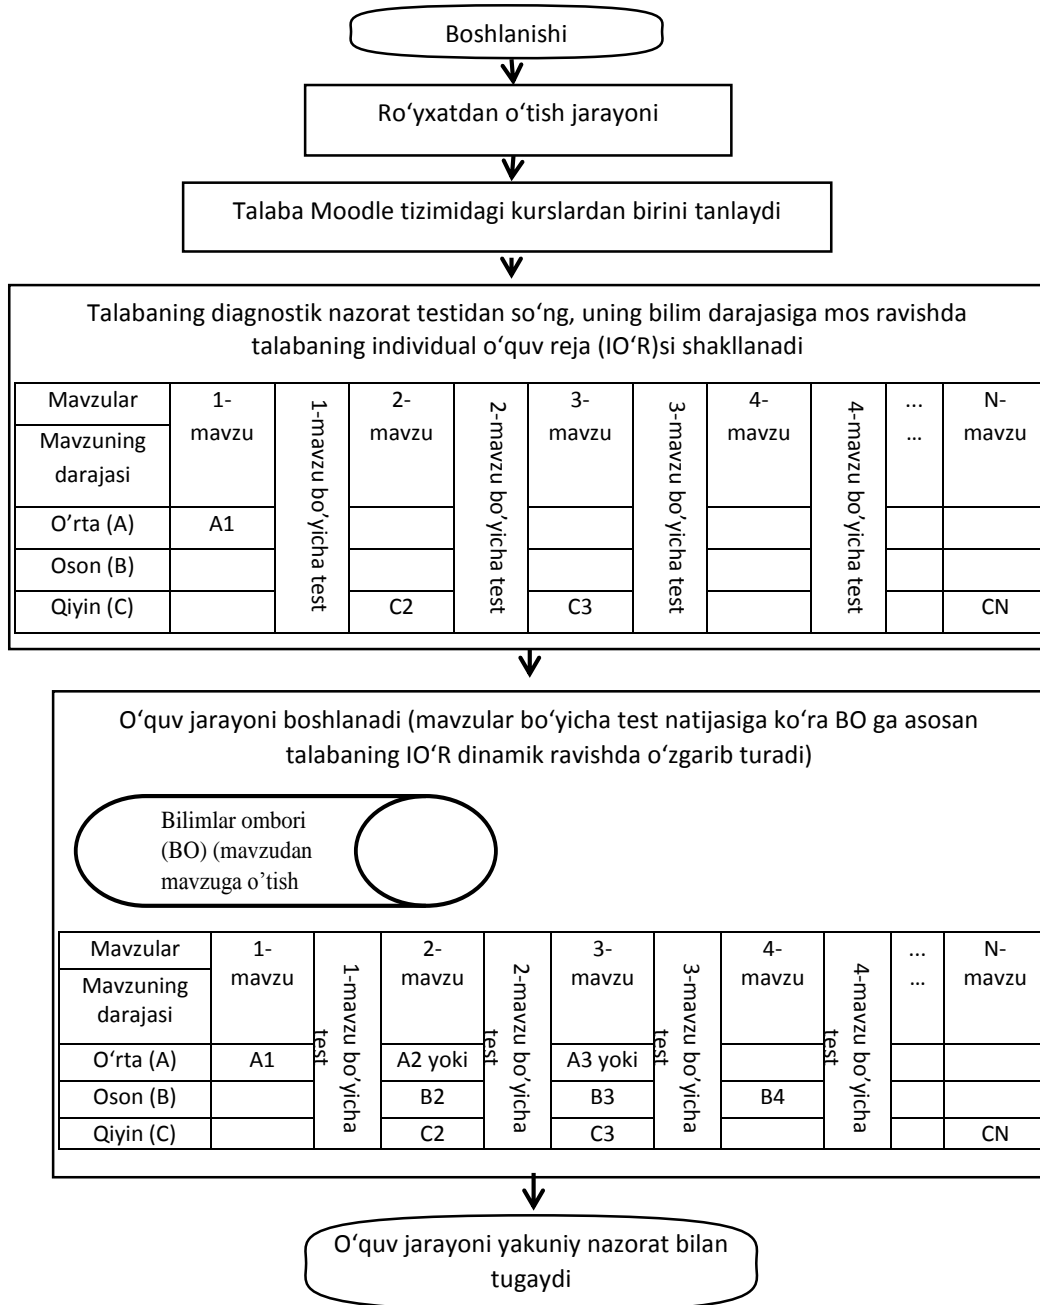 Boshlanishi
Ro‘yxatdan o‘tish jarayoni
Talaba Moodle tizimidagi kurslardan birini tanlaydi
Talabaning diagnostik nazorat testidan so‘ng, uning bilim darajasiga mos ravishda
talabaning individual o‘quv reja (IO‘R)si shakllanadi
Mavzular
Mavzuning
darajasi
1-
mavzu
1-mavzu bo’yicha test
2-
mavzu
2-mavzu bo’yicha test
3-
mavzu
3-mavzu bo’yicha test
4-
mavzu
4-mavzu bo’yicha test
...
...
N-
mavzu
O’rta (A) A1
Oson (B)
Qiyin (C) C2 C3 CN
O‘quv jarayoni boshlanadi (mavzular bo‘yicha test natijasiga ko‘ra BO ga asosan
talabaning IO‘R dinamik ravishda o‘zgarib turadi)
Bilimlar ombori
(BO) (mavzudan
mavzuga o’tish
Mavzular
Mavzuning
darajasi
1-
mavzu
1-mavzu bo’yicha
test
2-
mavzu
2-mavzu bo’yicha
test
3-
mavzu
3-mavzu bo’yicha
test
4-
mavzu
4-mavzu bo’yicha
test
...
...
N-
mavzu
O‘rta (A) A1 A2 yoki A3 yoki
Oson (B) B2 B3 B4
Qiyin (C) C2 C3 CN
O‘quv jarayoni yakuniy nazorat bilan
tugaydi